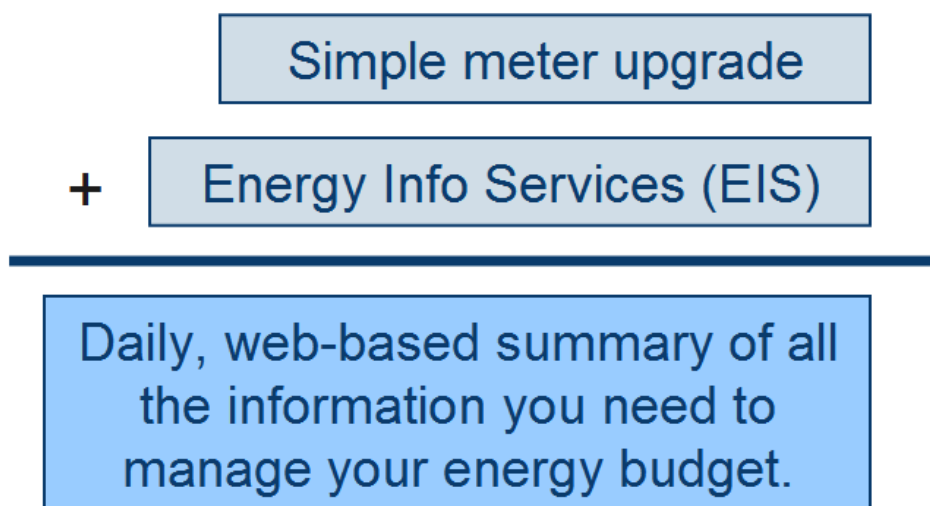 Simple meter upgrade
+ Energy Info Services (EIS)
Daily, web-based summary of all
the information you need to
manage your energy budget.